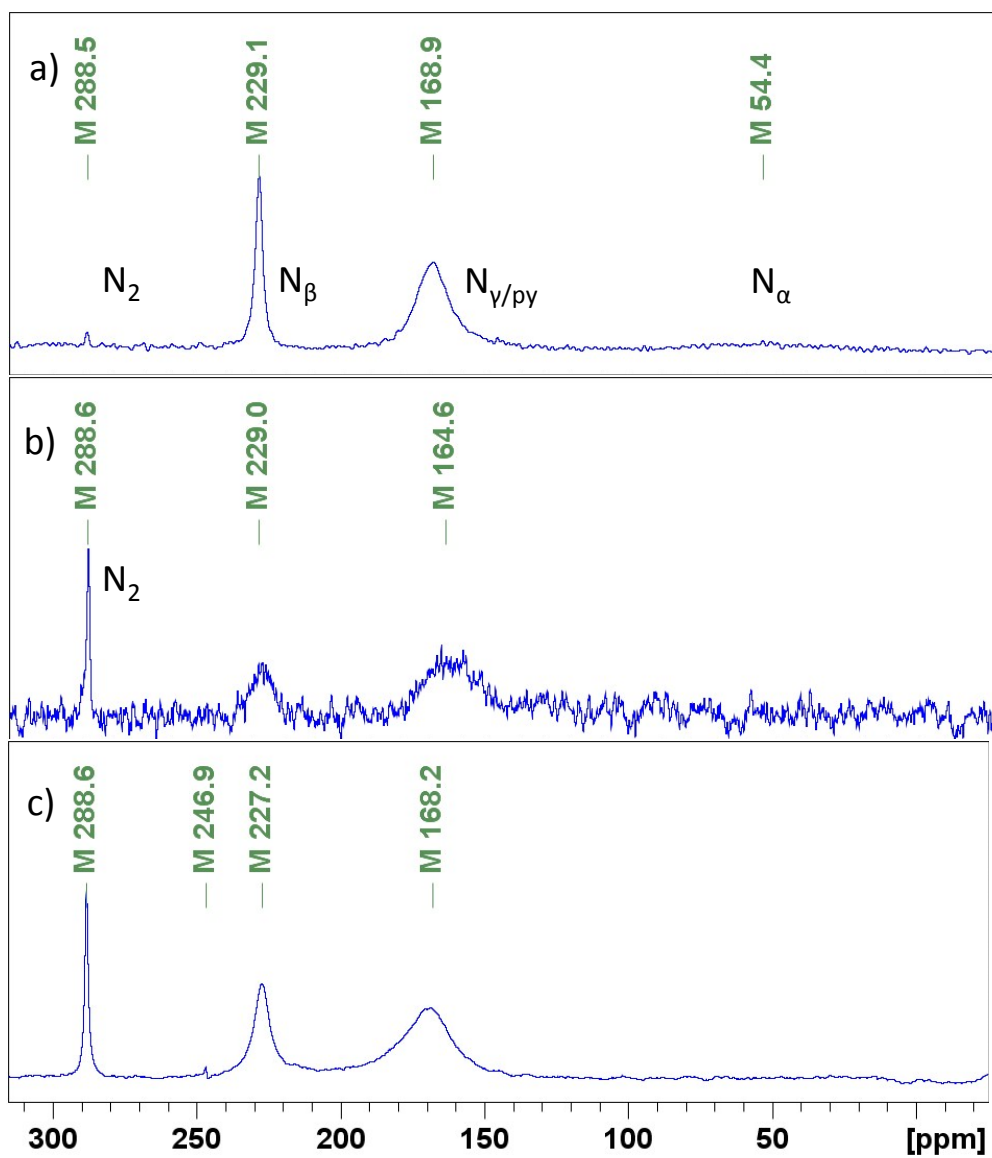 a)
M 288.5
M 229.1
M 168.9
M 54.4
N₂
Nβ
Nγ/py
Nα
b)
M 288.6
M 229.0
M 164.6
N₂
c)
M 288.6
M 246.9
M 227.2
M 168.2
300 250 200 150 100 50 [ppm]